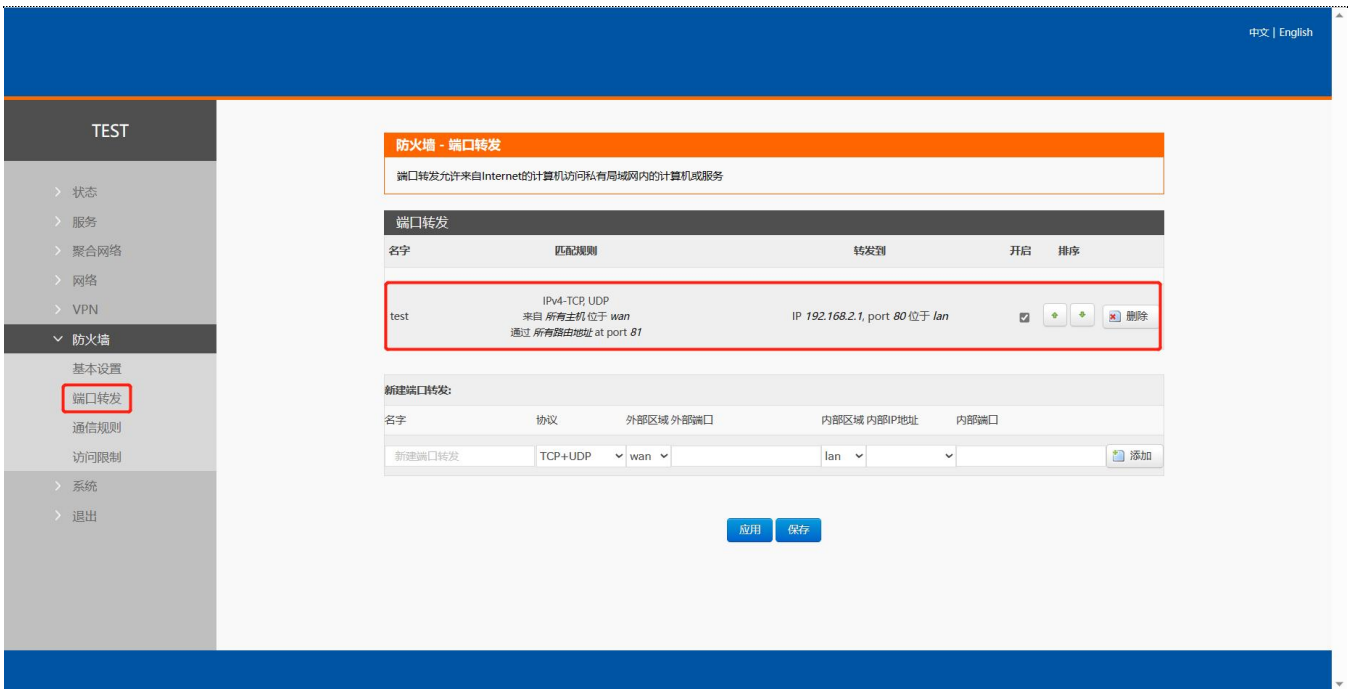 中文 | English
TEST
状态
服务
聚合网络
网络
VPN
防火墙
基本设置
端口转发
通信规则
访问限制
系统
退出
防火墙 - 端口转发
端口转发允许来自Internet的计算机访问私有局域网内的计算机或服务
端口转发
名字 匹配规则 转发到 开启 排序
IPv4-TCP, UDP
test 来自 所有主机 位于 wan IP 192.168.2.1, port 80 位于 lan 删除
通过 所有路由地址 at port 81
新建端口转发:
名字 协议 外部区域 外部端口 内部区域 内部IP地址 内部端口
新建端口转发 TCP+UDP wan lan 添加
应用 保存